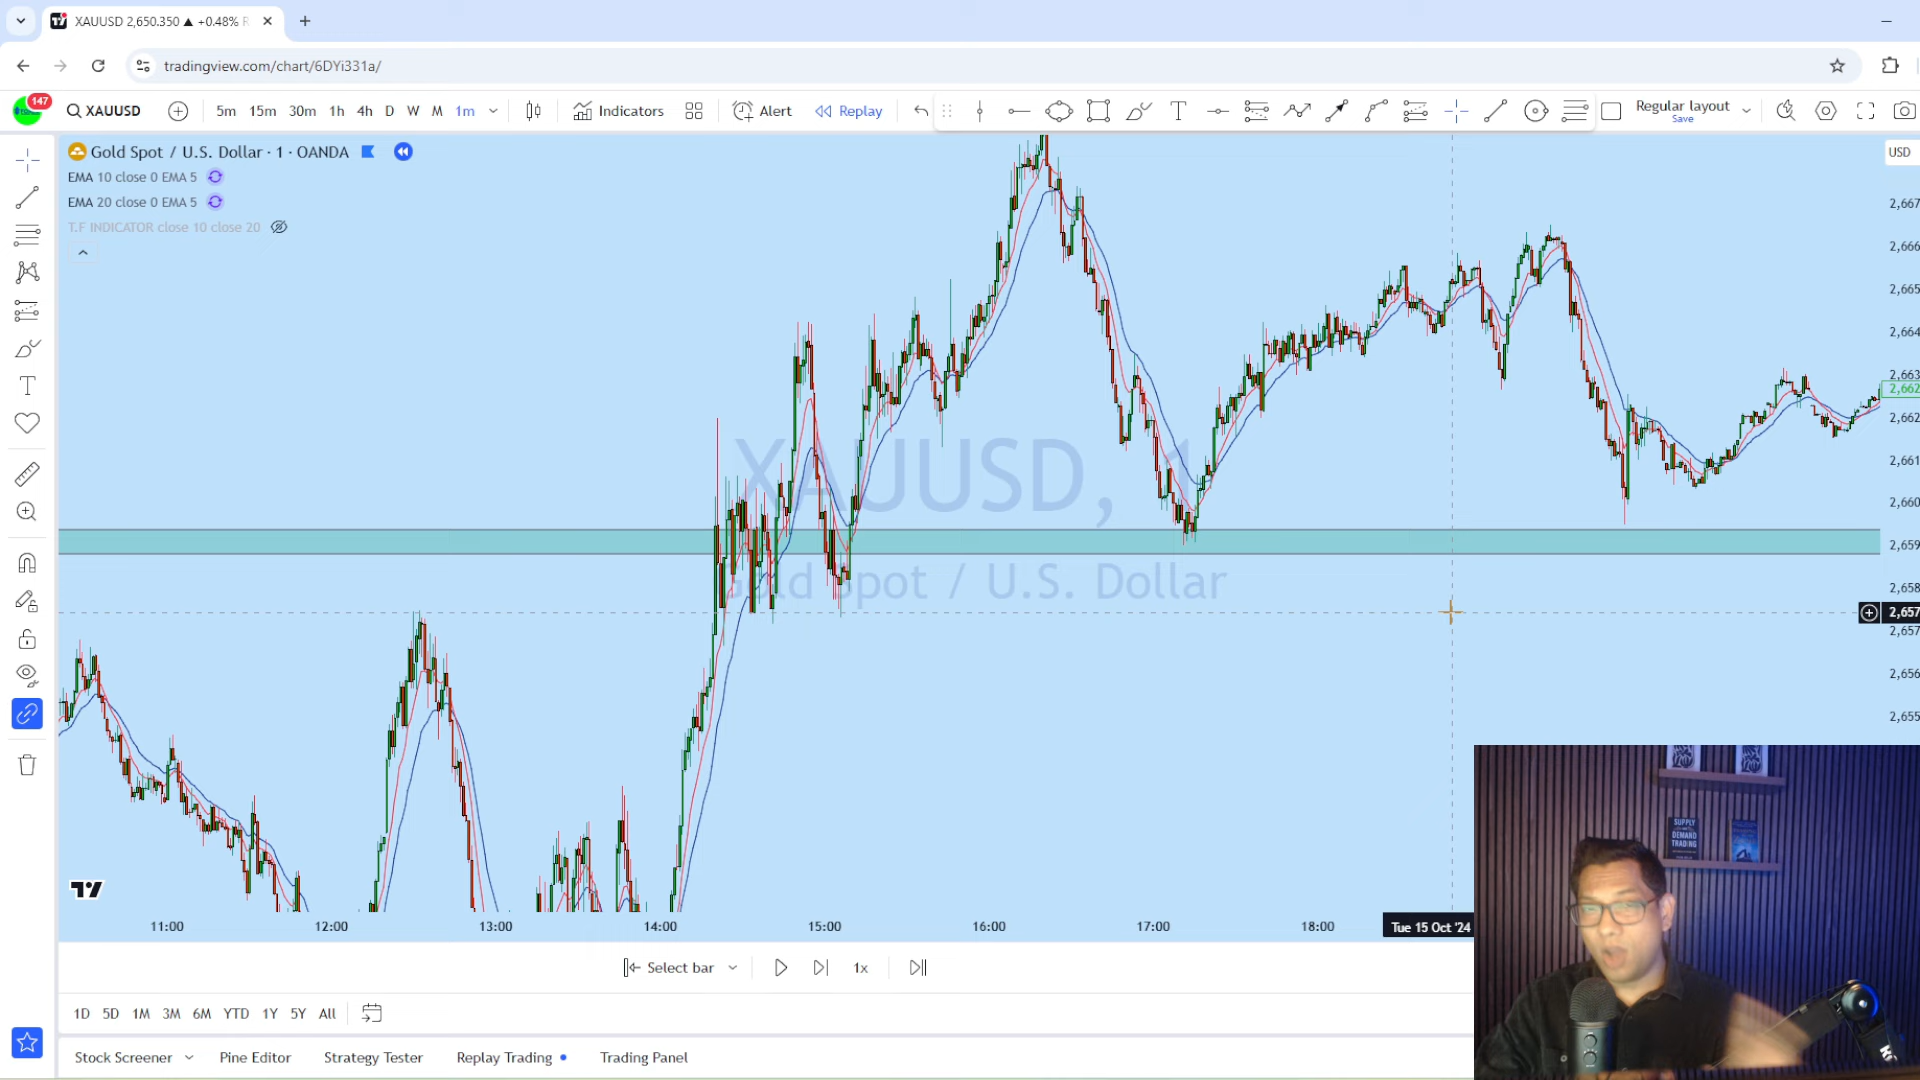 XAUUSD 2,650.350 ▲ +0.48% R
tradingview.com/chart/6DYi331a/
147
XAUUSD
5m 15m 30m 1h 4h D W M 1m
Indicators
Alert
Replay
Regular layout
Save
Gold Spot / U.S. Dollar · 1 · OANDA
USD
EMA 10 close 0 EMA 5
EMA 20 close 0 EMA 5
T.F INDICATOR close 10 close 20
XAUUSD, 1
Gold Spot / U.S. Dollar
2,667
2,666
2,665
2,664
2,663
2,662
2,662
2,661
2,660
2,659
2,658
2,657
2,657
2,656
2,655
11:00 12:00 13:00 14:00 15:00 16:00 17:00 18:00
Tue 15 Oct '24
Select bar
1x
1D 5D 1M 3M 6M YTD 1Y 5Y All
Stock Screener Pine Editor Strategy Tester Replay Trading Trading Panel
SUPPLY
DEMAND
TRADING